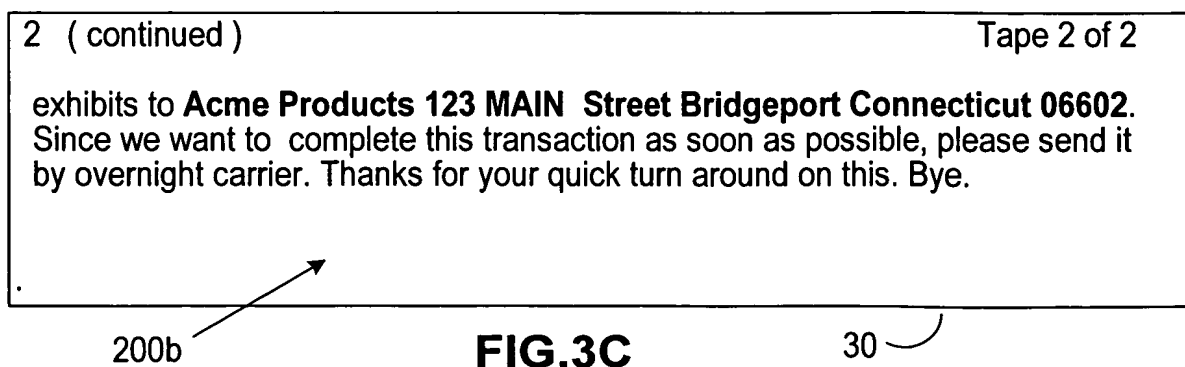 2 ( continued ) Tape 2 of 2
exhibits to Acme Products 123 MAIN Street Bridgeport Connecticut 06602.
Since we want to complete this transaction as soon as possible, please send it
by overnight carrier. Thanks for your quick turn around on this. Bye.
200b FIG.3C 30